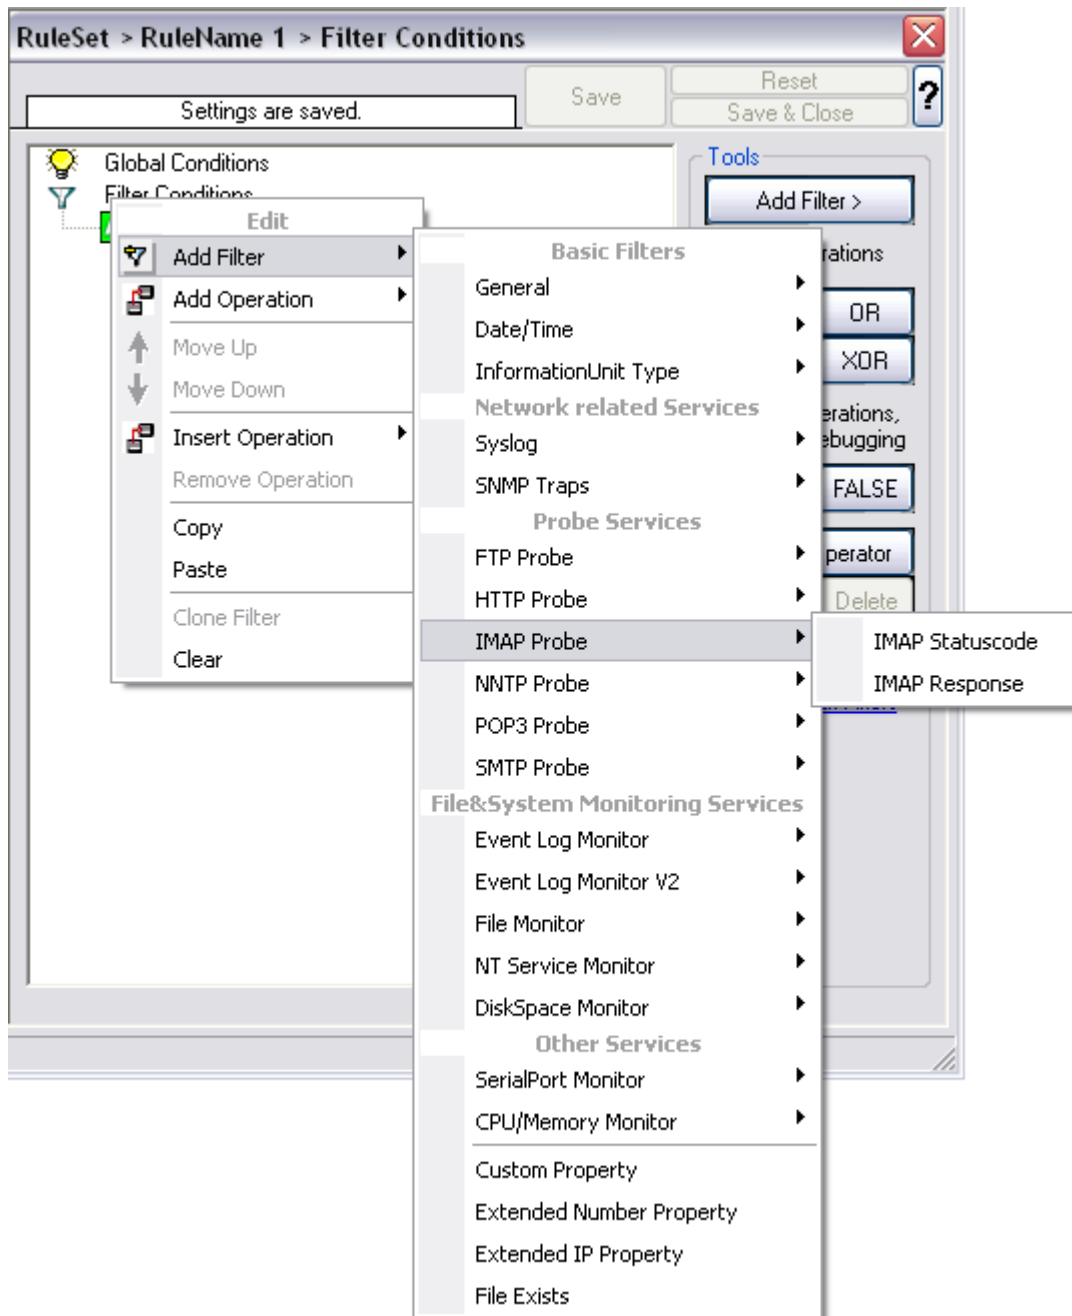 RuleSet > RuleName 1 > Filter Conditions
Settings are saved.
Save
Reset
Save & Close
?
Global Conditions
Filter Conditions
Tools
Add Filter >
OR
XOR
FALSE
Delete
Edit
Add Filter
Add Operation
Move Up
Move Down
Insert Operation
Remove Operation
Copy
Paste
Clone Filter
Clear
Basic Filters
General
Date/Time
InformationUnit Type
Network related Services
Syslog
SNMP Traps
Probe Services
FTP Probe
HTTP Probe
IMAP Probe
NNTP Probe
POP3 Probe
SMTP Probe
File&System Monitoring Services
Event Log Monitor
Event Log Monitor V2
File Monitor
NT Service Monitor
DiskSpace Monitor
Other Services
SerialPort Monitor
CPU/Memory Monitor
Custom Property
Extended Number Property
Extended IP Property
File Exists
IMAP Statuscode
IMAP Response